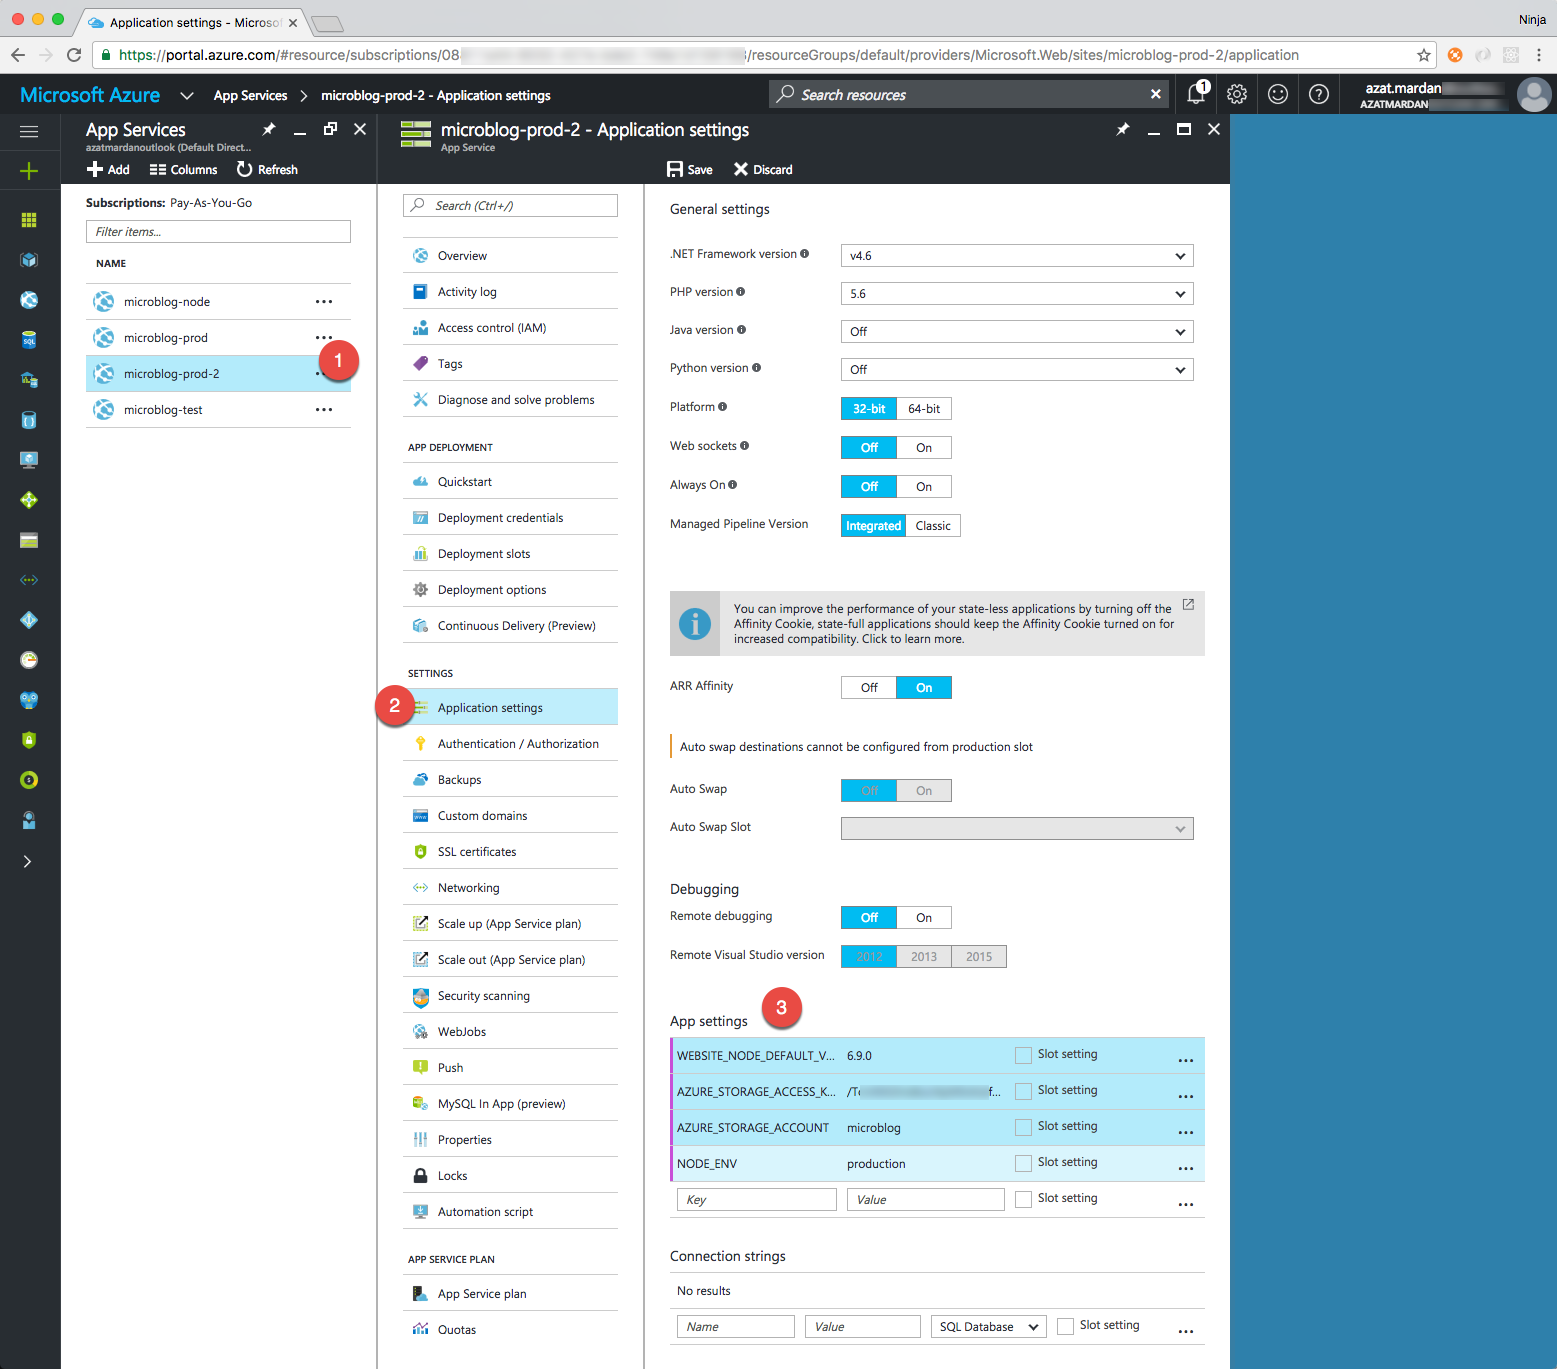 Application settings - Microso
Ninja
https://portal.azure.com/#resource/subscriptions/08 /resourceGroups/default/providers/Microsoft.Web/sites/microblog-prod-2/application
Microsoft Azure
App Services
microblog-prod-2 - Application settings
Search resources
1
azat.mardan
AZATMARDAN
App Services
azatmardanoutlook (Default Direct...
Add
Columns
Refresh
Subscriptions: Pay-As-You-Go
Filter items...
NAME
microblog-node
microblog-prod
1
microblog-prod-2
microblog-test
microblog-prod-2 - Application settings
App Service
Save
Discard
Search (Ctrl+/)
Overview
Activity log
Access control (IAM)
Tags
Diagnose and solve problems
APP DEPLOYMENT
Quickstart
Deployment credentials
Deployment slots
Deployment options
Continuous Delivery (Preview)
SETTINGS
2
Application settings
Authentication / Authorization
Backups
Custom domains
SSL certificates
Networking
Scale up (App Service plan)
Scale out (App Service plan)
Security scanning
WebJobs
Push
MySQL In App (preview)
Properties
Locks
Automation script
APP SERVICE PLAN
App Service plan
Quotas
General settings
.NET Framework version v4.6
PHP version 5.6
Java version Off
Python version Off
Platform 32-bit 64-bit
Web sockets Off On
Always On Off On
Managed Pipeline Version Integrated Classic
You can improve the performance of your state-less applications by turning off the
Affinity Cookie, state-full applications should keep the Affinity Cookie turned on for
increased compatibility. Click to learn more.
ARR Affinity Off On
Auto swap destinations cannot be configured from production slot
Auto Swap Off On
Auto Swap Slot
Debugging
Remote debugging Off On
Remote Visual Studio version 2012 2013 2015
App settings
3
WEBSITE_NODE_DEFAULT_V... 6.9.0 Slot setting ...
AZURE_STORAGE_ACCESS_K... Slot setting ...
AZURE_STORAGE_ACCOUNT microblog Slot setting ...
NODE_ENV production Slot setting ...
Key Value Slot setting ...
Connection strings
No results
Name Value SQL Database Slot setting ...